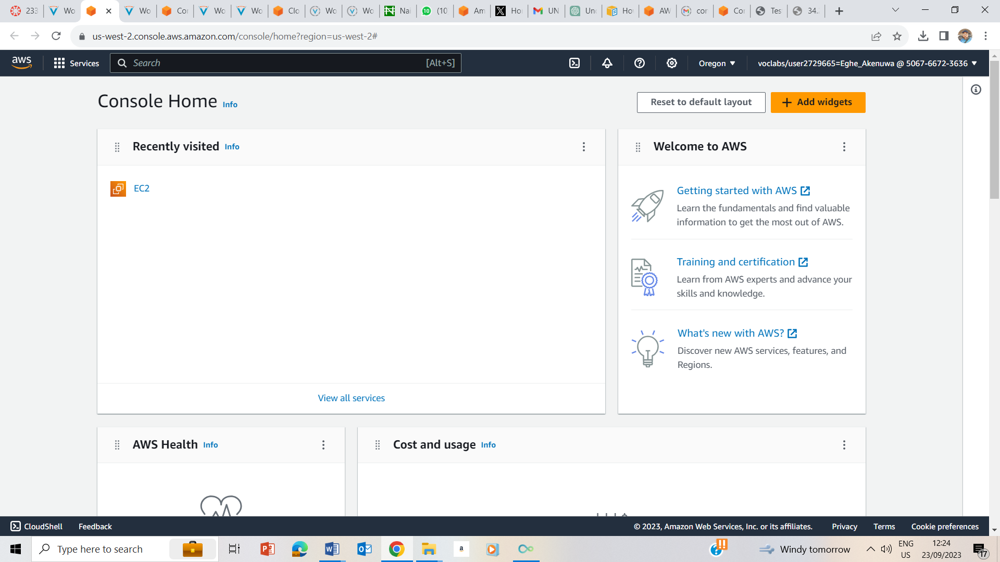 233
Wo
Wo
Cor
Wo
Wo
Clo
Wo
Wo
Nai
(10
Am
Ho
UN
Unc
Ho
AW
con
Con
Tes
34.
us-west-2.console.aws.amazon.com/console/home?region=us-west-2#
aws
Services
Search
[Alt+S]
Oregon
voclabs/user2729665=Eghe_Akenuwa @ 5067-6672-3636
Console Home Info
Reset to default layout
Add widgets
Recently visited Info
Welcome to AWS
EC2
Getting started with AWS
Learn the fundamentals and find valuable
information to get the most out of AWS.
Training and certification
Learn from AWS experts and advance your
skills and knowledge.
What's new with AWS?
Discover new AWS services, features, and
Regions.
View all services
AWS Health Info
Cost and usage Info
CloudShell
Feedback
© 2023, Amazon Web Services, Inc. or its affiliates.
Privacy
Terms
Cookie preferences
Type here to search
Windy tomorrow
ENG
US
12:24
23/09/2023
17